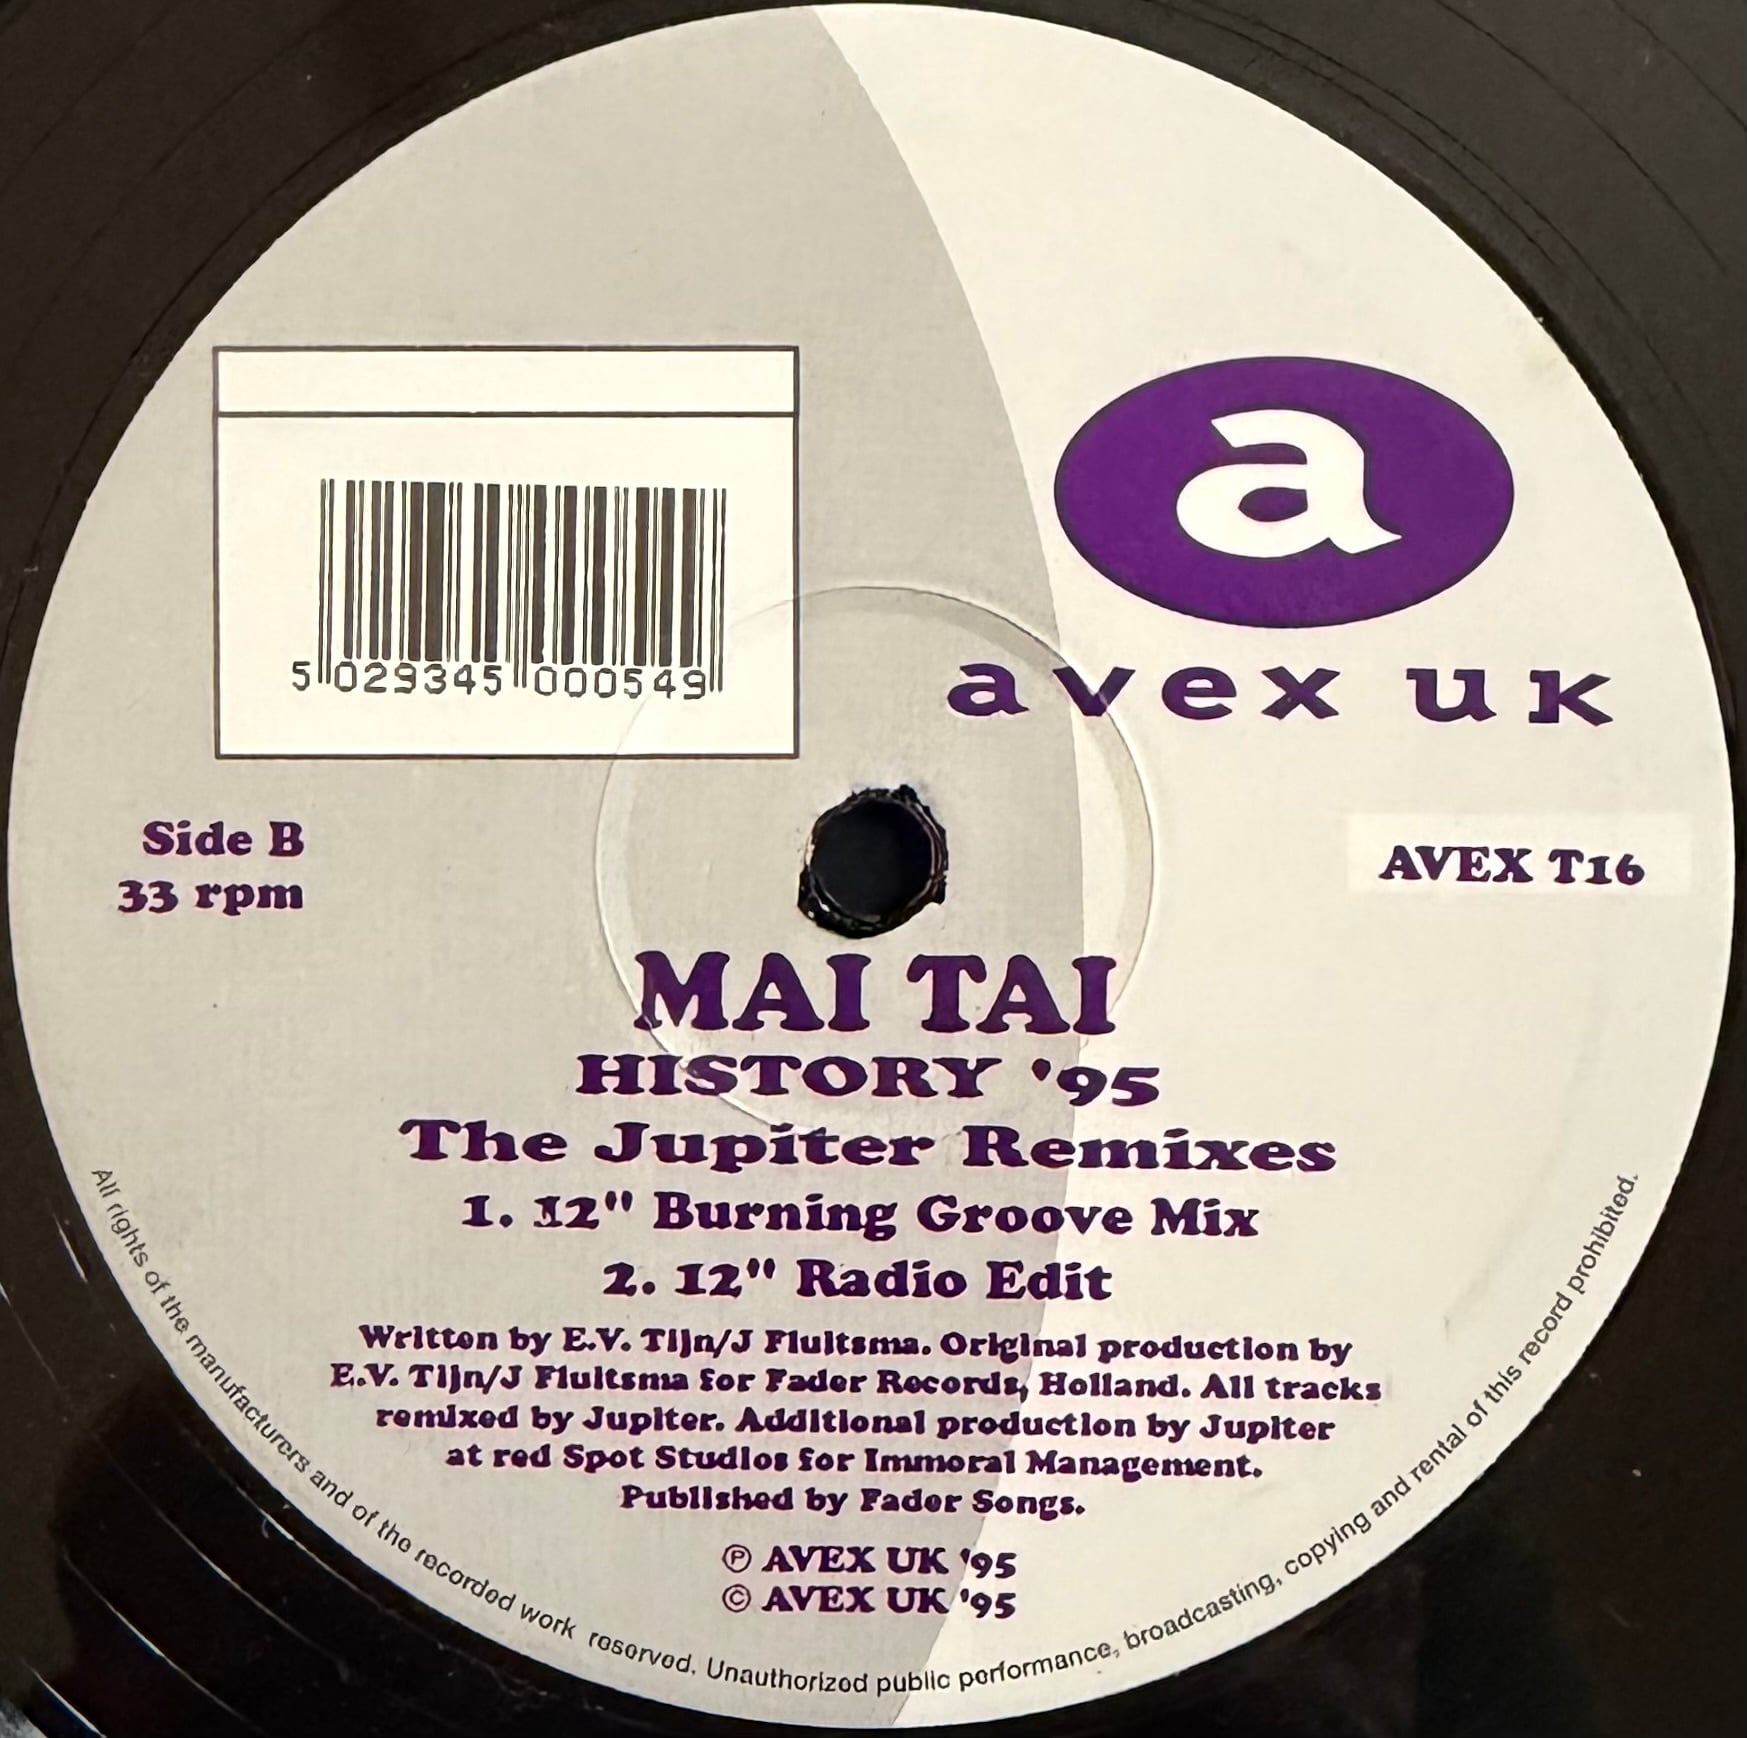 a
avex uk
5 029345 000549
Side B
33 rpm
AVEX T16
MAI TAI
HISTORY '95
The Jupiter Remixes
1. 12" Burning Groove Mix
2. 12" Radio Edit
Written by E.V. Tijn/J Fluitsma. Original production by
E.V. Tijn/J Fluitsma for Fader Records, Holland. All tracks
remixed by Jupiter. Additional production by Jupiter
at red Spot Studios for Immoral Management.
Published by Fader Songs.
℗ AVEX UK '95
© AVEX UK '95
All rights of the manufacturers and of the recorded work reserved. Unauthorized public performance, broadcasting, copying and rental of this record prohibited.